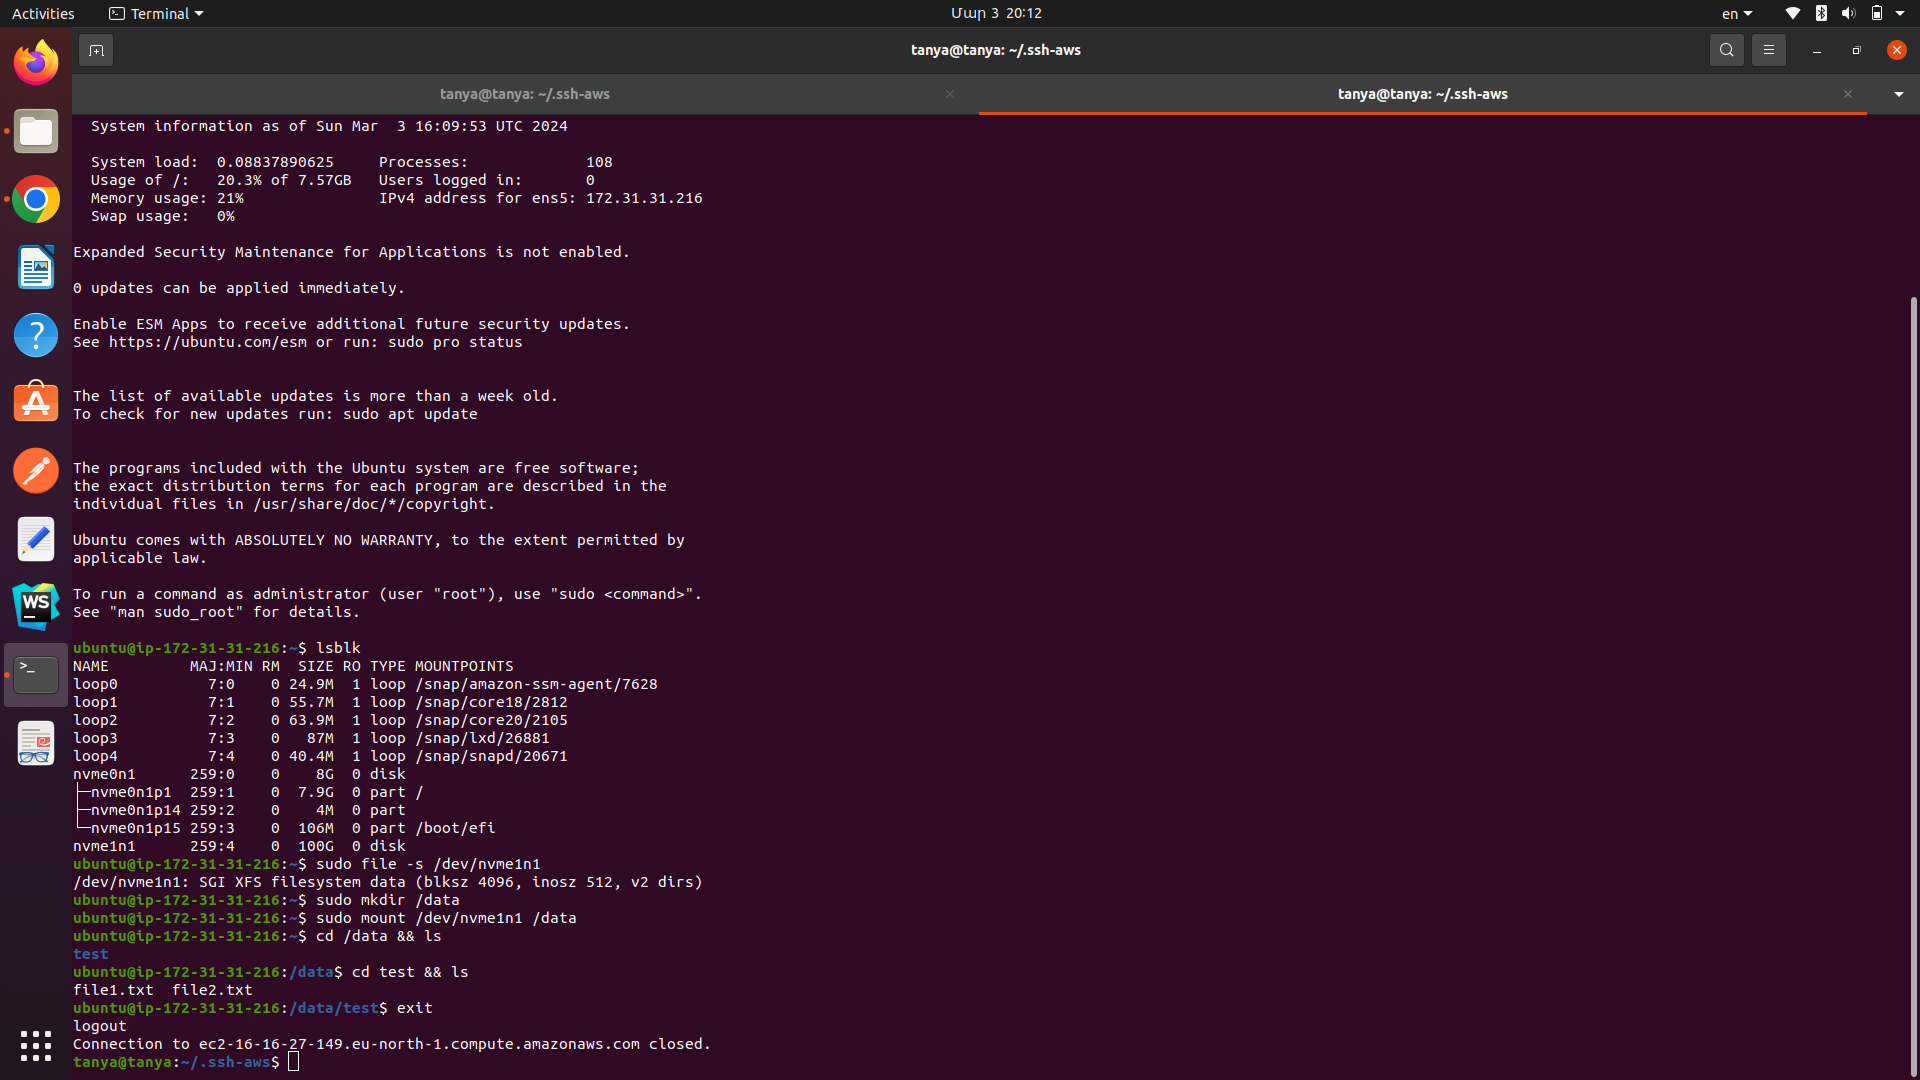 Activities
Terminal
Մար 3 20:12
en
tanya@tanya: ~/.ssh-aws
tanya@tanya: ~/.ssh-aws
tanya@tanya: ~/.ssh-aws
System information as of Sun Mar  3 16:09:53 UTC 2024
System load:  0.08837890625     Processes:             108
Usage of /:   20.3% of 7.57GB   Users logged in:       0
Memory usage: 21%               IPv4 address for ens5: 172.31.31.216
Swap usage:   0%
Expanded Security Maintenance for Applications is not enabled.
0 updates can be applied immediately.
Enable ESM Apps to receive additional future security updates.
See https://ubuntu.com/esm or run: sudo pro status
The list of available updates is more than a week old.
To check for new updates run: sudo apt update
The programs included with the Ubuntu system are free software;
the exact distribution terms for each program are described in the
individual files in /usr/share/doc/*/copyright.
Ubuntu comes with ABSOLUTELY NO WARRANTY, to the extent permitted by
applicable law.
To run a command as administrator (user "root"), use "sudo <command>".
See "man sudo_root" for details.
ubuntu@ip-172-31-31-216:~$ lsblk
NAME         MAJ:MIN RM  SIZE RO TYPE MOUNTPOINTS
loop0          7:0    0 24.9M  1 loop /snap/amazon-ssm-agent/7628
loop1          7:1    0 55.7M  1 loop /snap/core18/2812
loop2          7:2    0 63.9M  1 loop /snap/core20/2105
loop3          7:3    0   87M  1 loop /snap/lxd/26881
loop4          7:4    0 40.4M  1 loop /snap/snapd/20671
nvme0n1      259:0    0    8G  0 disk
├─nvme0n1p1  259:1    0  7.9G  0 part /
├─nvme0n1p14 259:2    0    4M  0 part
└─nvme0n1p15 259:3    0  106M  0 part /boot/efi
nvme1n1      259:4    0  100G  0 disk
ubuntu@ip-172-31-31-216:~$ sudo file -s /dev/nvme1n1
/dev/nvme1n1: SGI XFS filesystem data (blksz 4096, inosz 512, v2 dirs)
ubuntu@ip-172-31-31-216:~$ sudo mkdir /data
ubuntu@ip-172-31-31-216:~$ sudo mount /dev/nvme1n1 /data
ubuntu@ip-172-31-31-216:~$ cd /data && ls
test
ubuntu@ip-172-31-31-216:/data$ cd test && ls
file1.txt  file2.txt
ubuntu@ip-172-31-31-216:/data/test$ exit
logout
Connection to ec2-16-16-27-149.eu-north-1.compute.amazonaws.com closed.
tanya@tanya:~/.ssh-aws$
WS